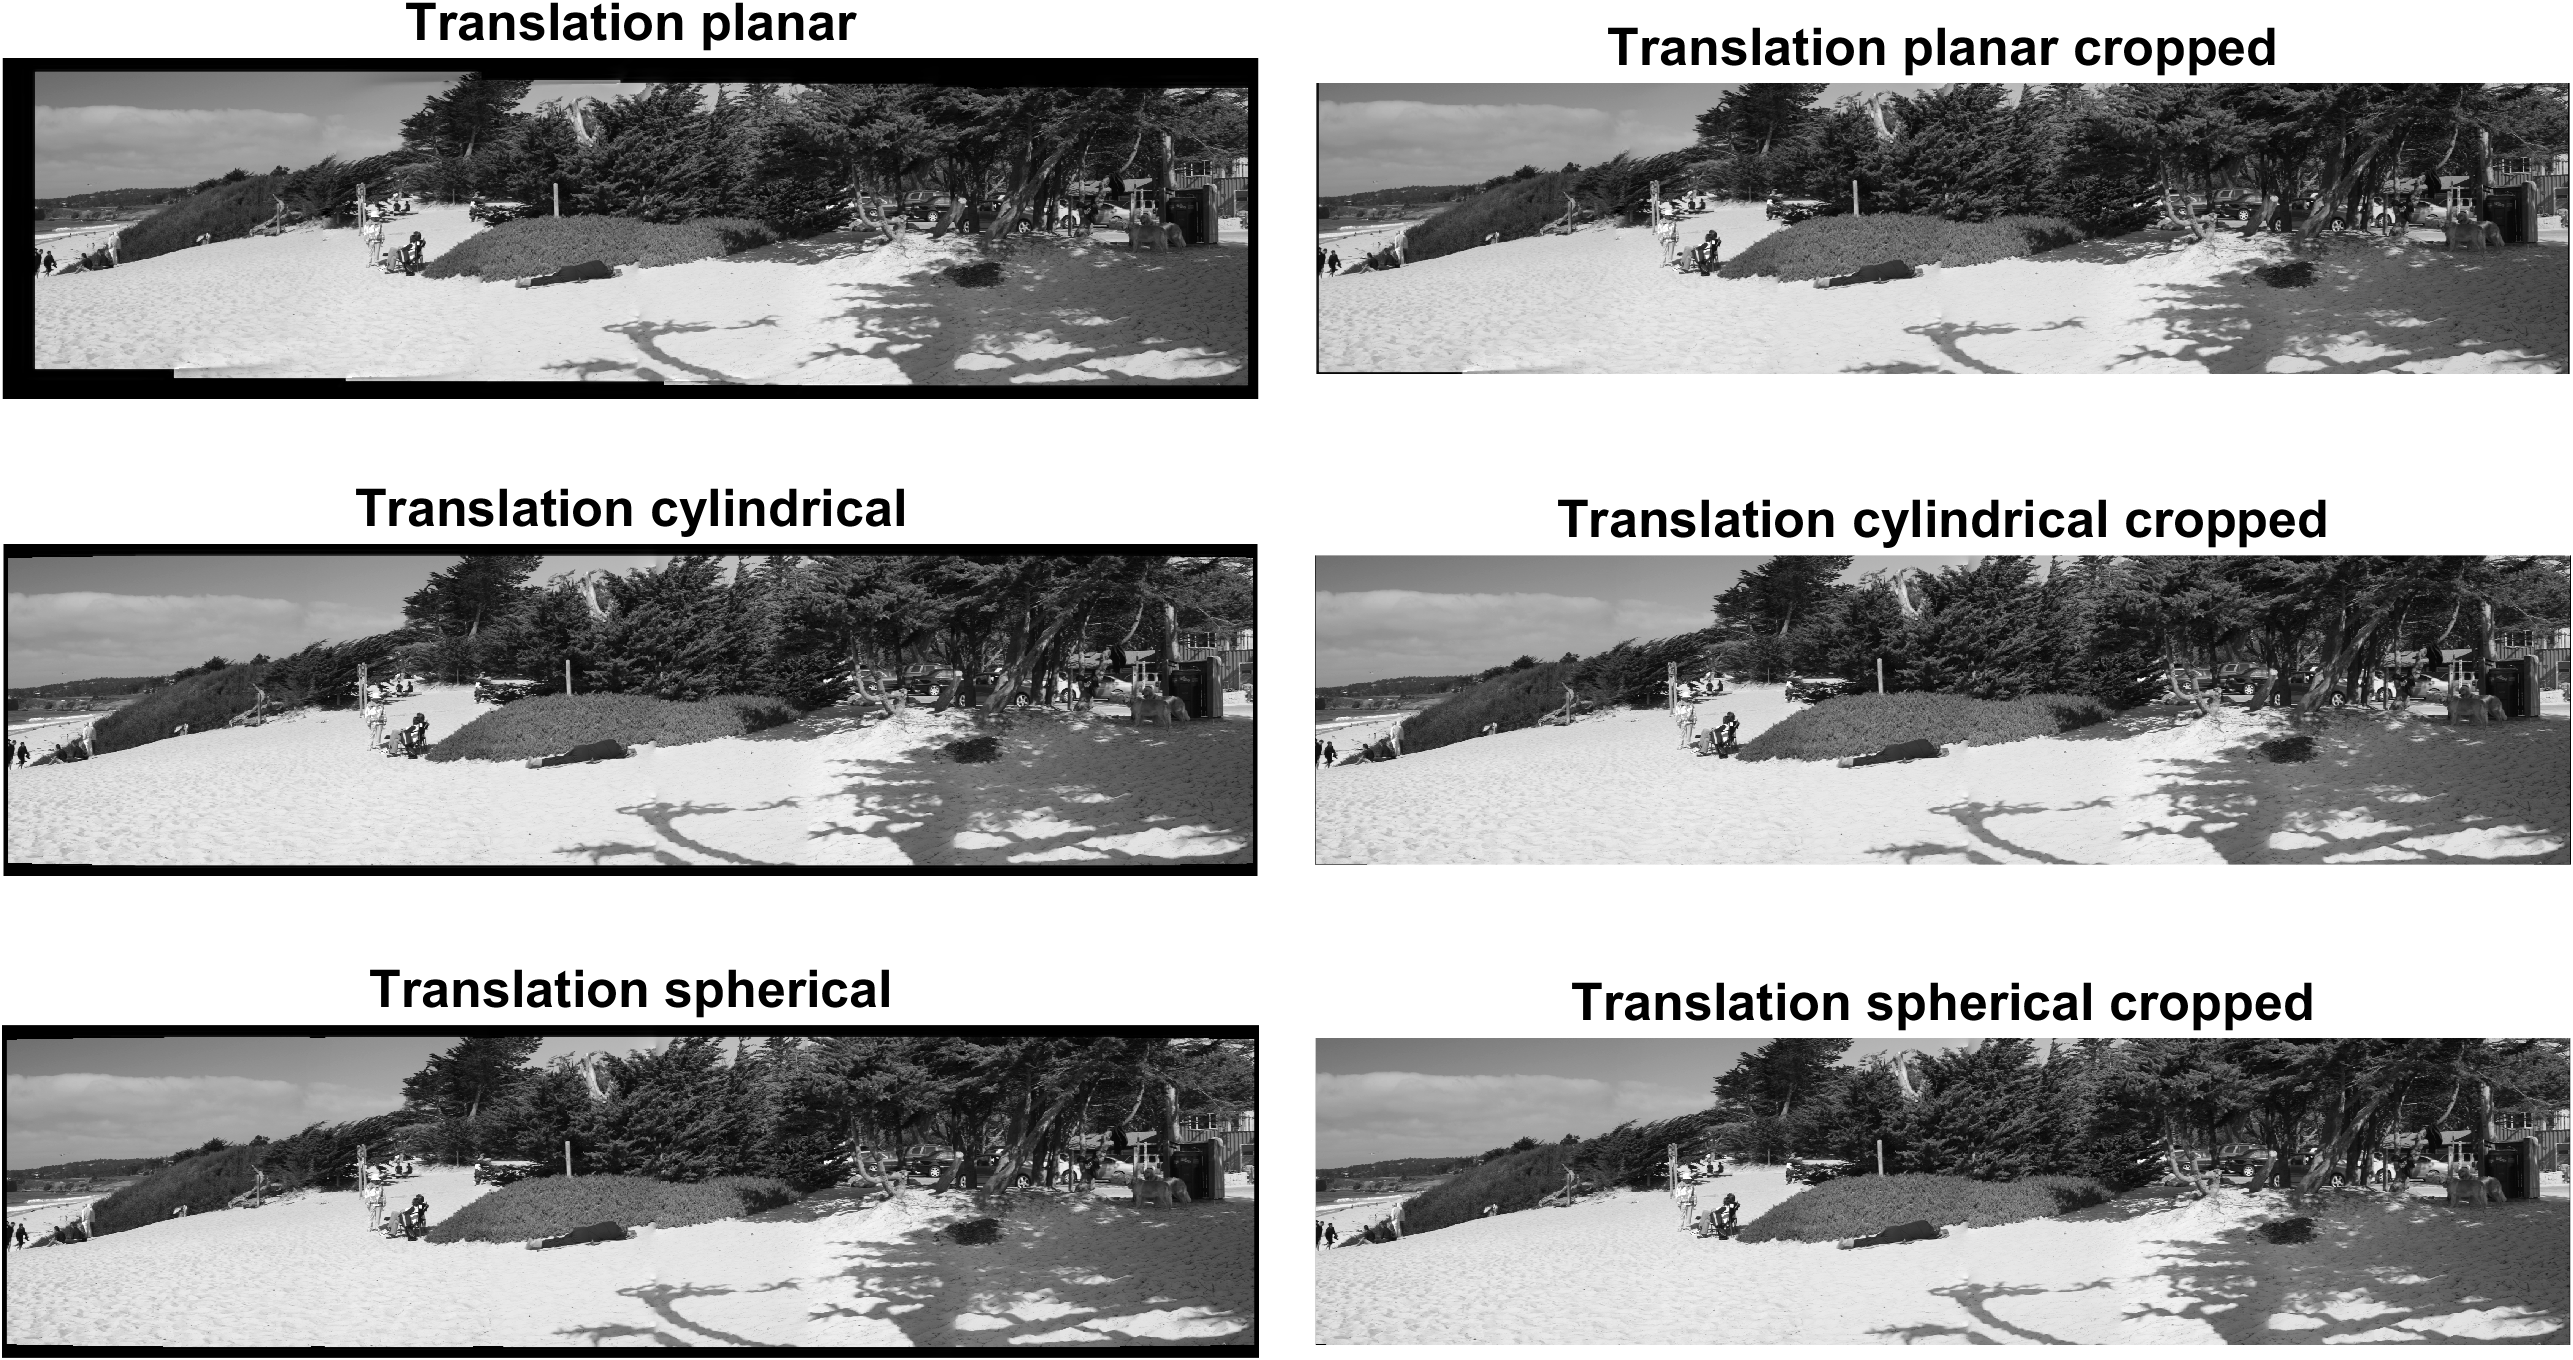 Translation planar
Translation planar cropped
Translation cylindrical
Translation cylindrical cropped
Translation spherical
Translation spherical cropped